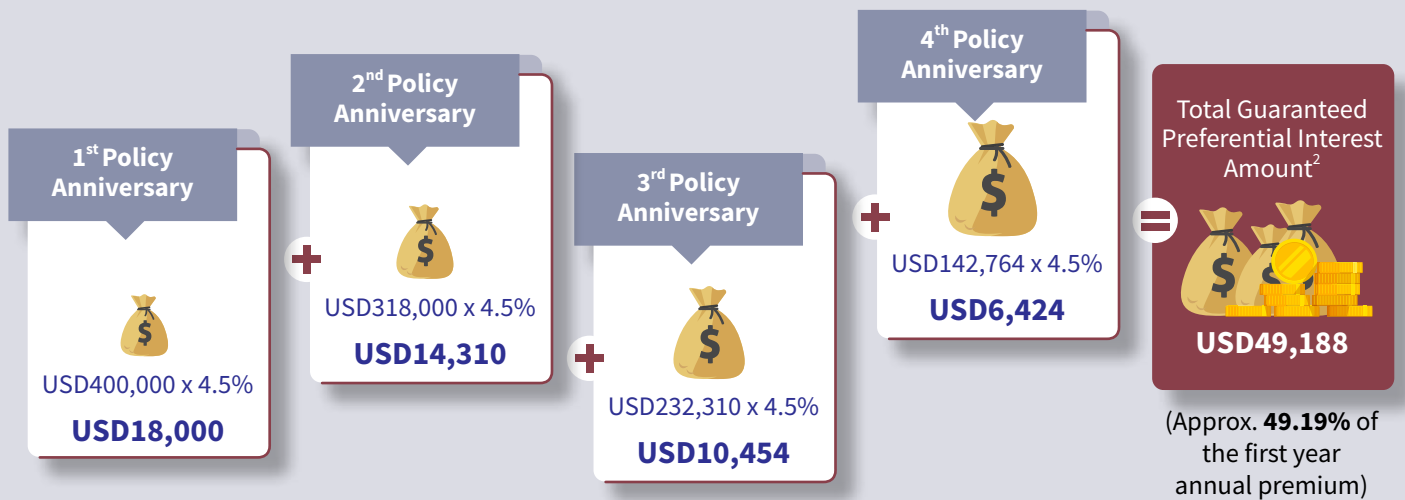 1st Policy
Anniversary
$
USD400,000 x 4.5%
USD18,000
+
2nd Policy
Anniversary
$
USD318,000 x 4.5%
USD14,310
+
3rd Policy
Anniversary
$
USD232,310 x 4.5%
USD10,454
+
4th Policy
Anniversary
$
USD142,764 x 4.5%
USD6,424
=
Total Guaranteed
Preferential Interest
Amount2
$ $ $
USD49,188
(Approx. 49.19% of
the first year
annual premium)